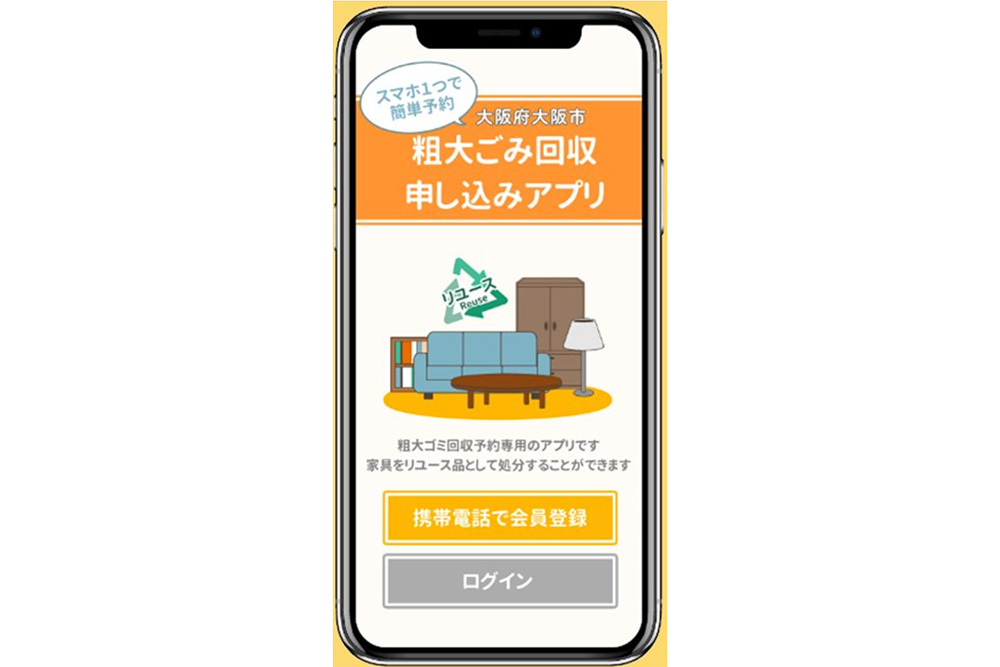 スマホ1つで
簡単予約
大阪府大阪市
粗大ごみ回収
申し込みアプリ
リユース
Reuse
粗大ゴミ回収予約専用のアプリです
家具をリユース品として処分することができます
携帯電話で会員登録
ログイン